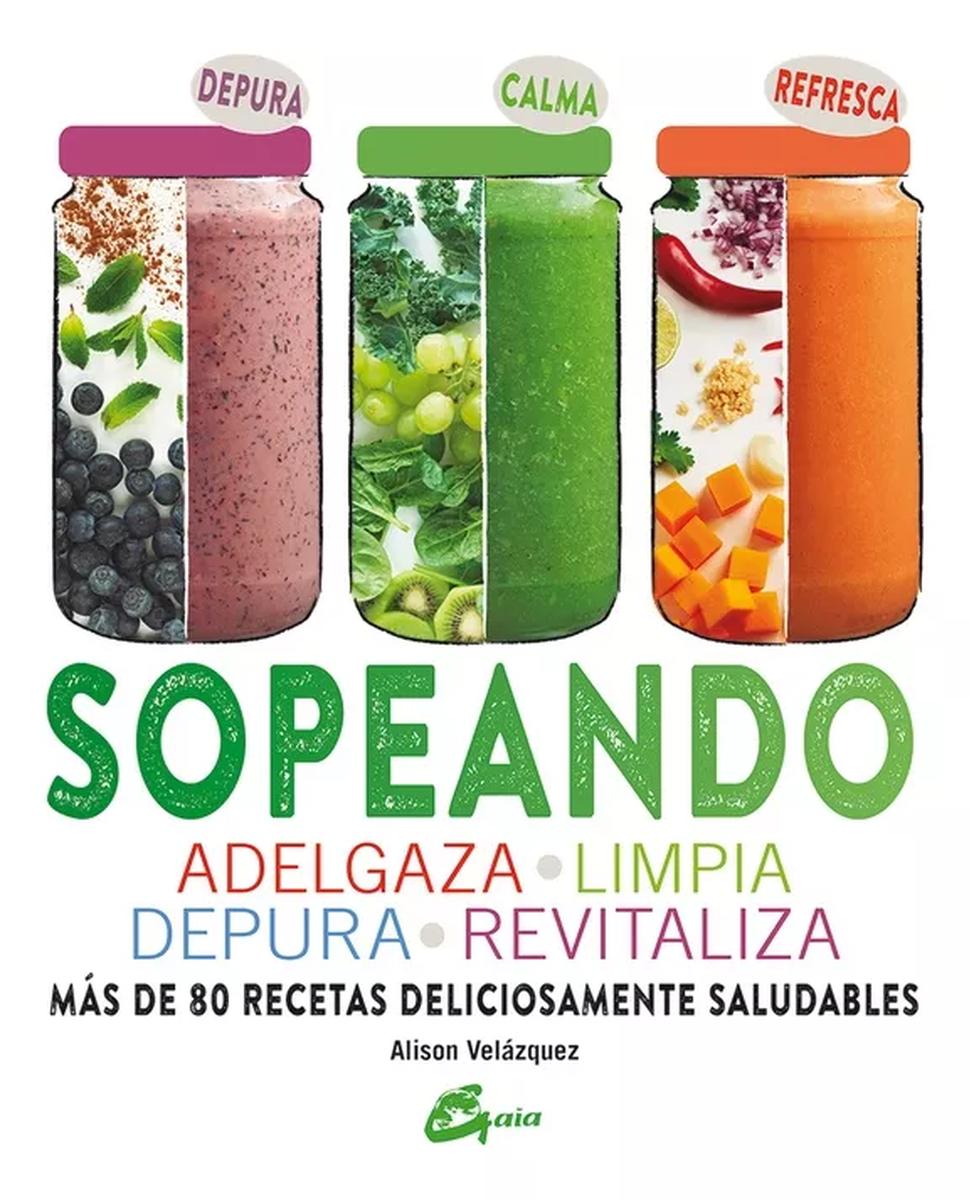 DEPURA
CALMA
REFRESCA
SOPEANDO
ADELGAZA • LIMPIA
DEPURA • REVITALIZA
MÁS DE 80 RECETAS DELICIOSAMENTE SALUDABLES
Alison Velázquez
Gaia